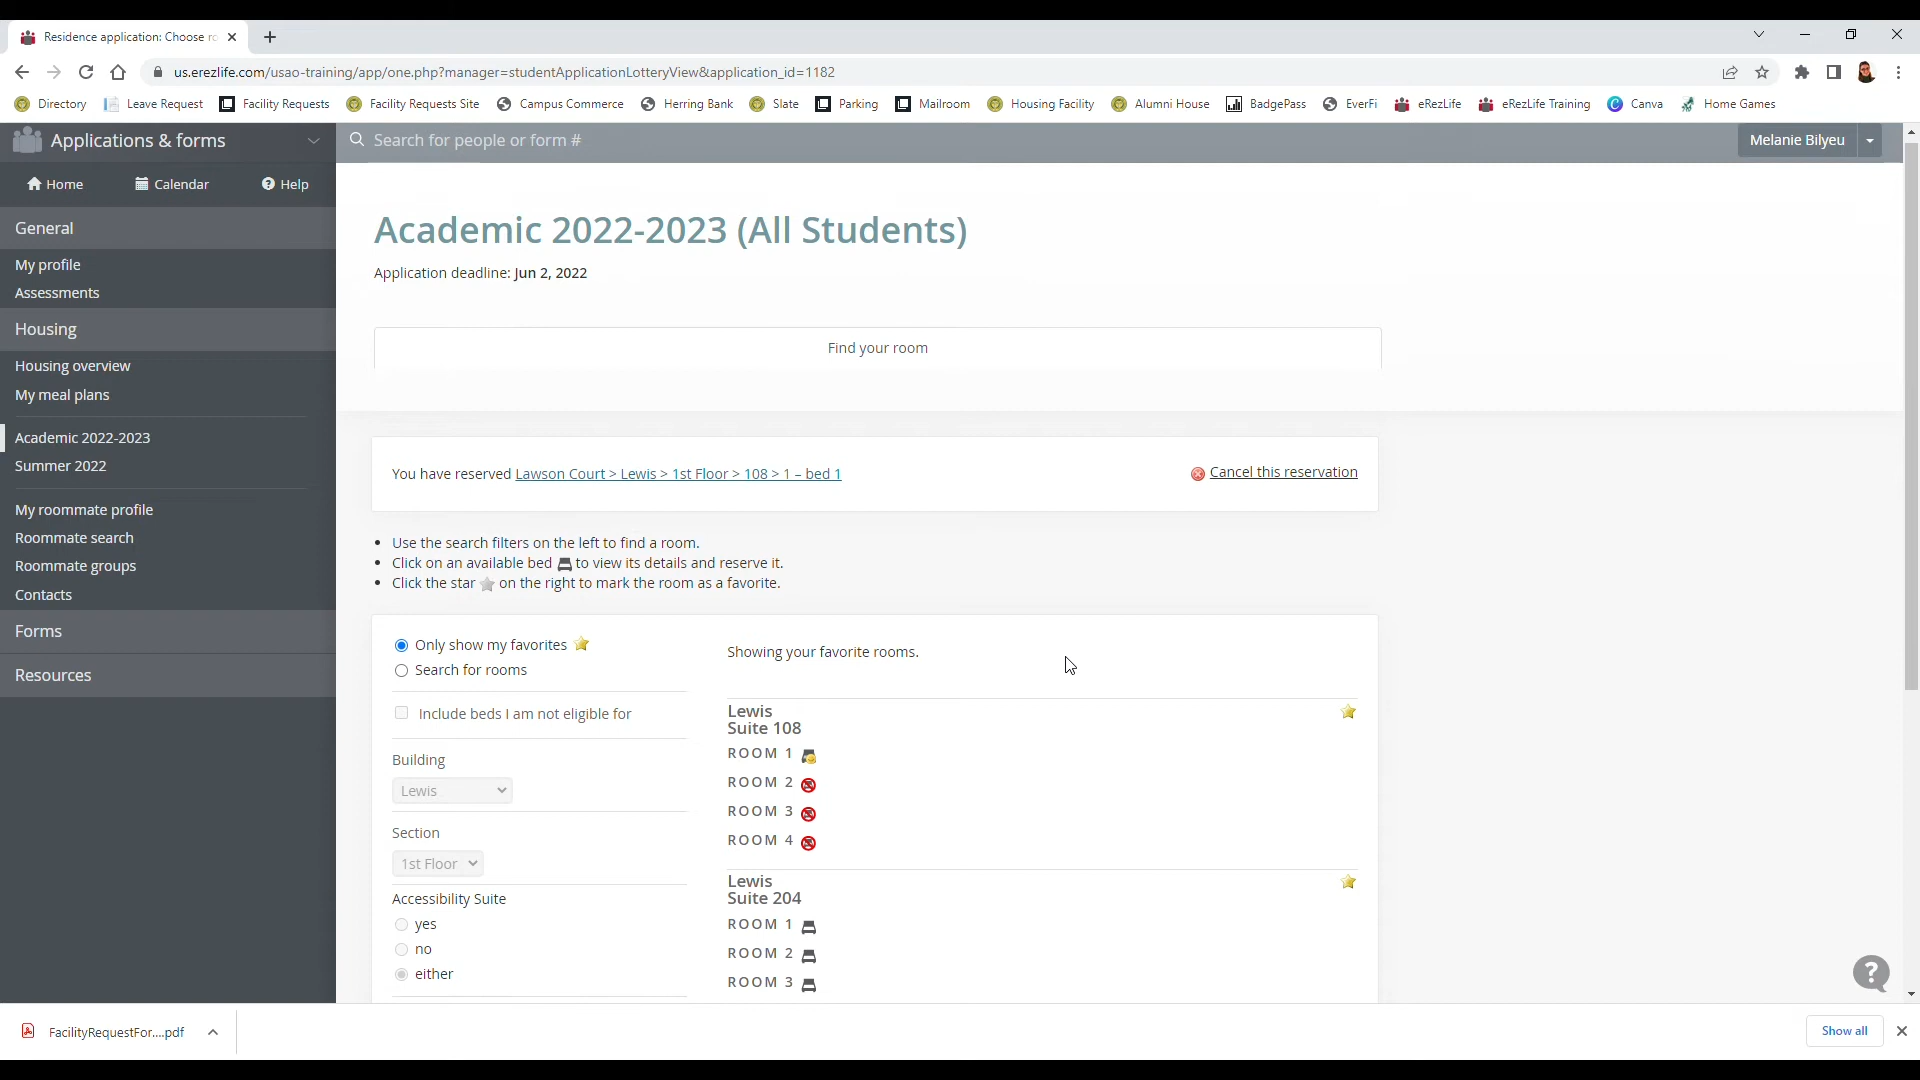 Residence application: Choose ro
us.erezlife.com/usao-training/app/one.php?manager=studentApplicationLotteryView&application_id=1182
Directory Leave Request Facility Requests Facility Requests Site Campus Commerce Herring Bank Slate Parking Mailroom Housing Facility Alumni House BadgePass EverFi eRezLife eRezLife Training Canva Home Games
Applications & forms
Search for people or form #
Melanie Bilyeu
Home Calendar Help
General
My profile
Assessments
Housing
Housing overview
My meal plans
Academic 2022-2023
Summer 2022
My roommate profile
Roommate search
Roommate groups
Contacts
Forms
Resources
Academic 2022-2023 (All Students)
Application deadline: Jun 2, 2022
Find your room
You have reserved Lawson Court > Lewis > 1st Floor > 108 > 1 – bed 1
Cancel this reservation
• Use the search filters on the left to find a room.
• Click on an available bed to view its details and reserve it.
• Click the star on the right to mark the room as a favorite.
Only show my favorites
Search for rooms
Include beds I am not eligible for
Building
Lewis
Section
1st Floor
Accessibility Suite
yes
no
either
Showing your favorite rooms.
Lewis
Suite 108
ROOM 1
ROOM 2
ROOM 3
ROOM 4
Lewis
Suite 204
ROOM 1
ROOM 2
ROOM 3
FacilityRequestFor....pdf
Show all